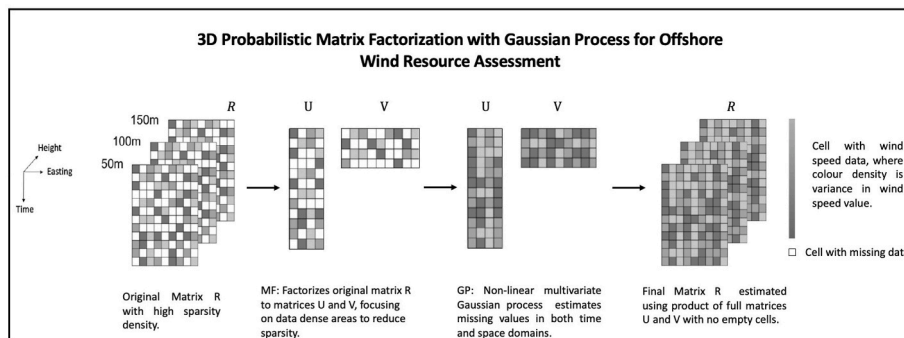 3D Probabilistic Matrix Factorization with Gaussian Process for Offshore
Wind Resource Assessment
R
U
V
U
V
R
150m
100m
50m
Height
Easting
Time
Cell with wind
speed data, where
colour density is
variance in wind
speed value.
Cell with missing dat
Original Matrix R
with high sparsity
density.
MF: Factorizes original matrix R
to matrices U and V, focusing
on data dense areas to reduce
sparsity.
GP: Non-linear multivariate
Gaussian process estimates
missing values in both time
and space domains.
Final Matrix R estimated
using product of full matrices
U and V with no empty cells.